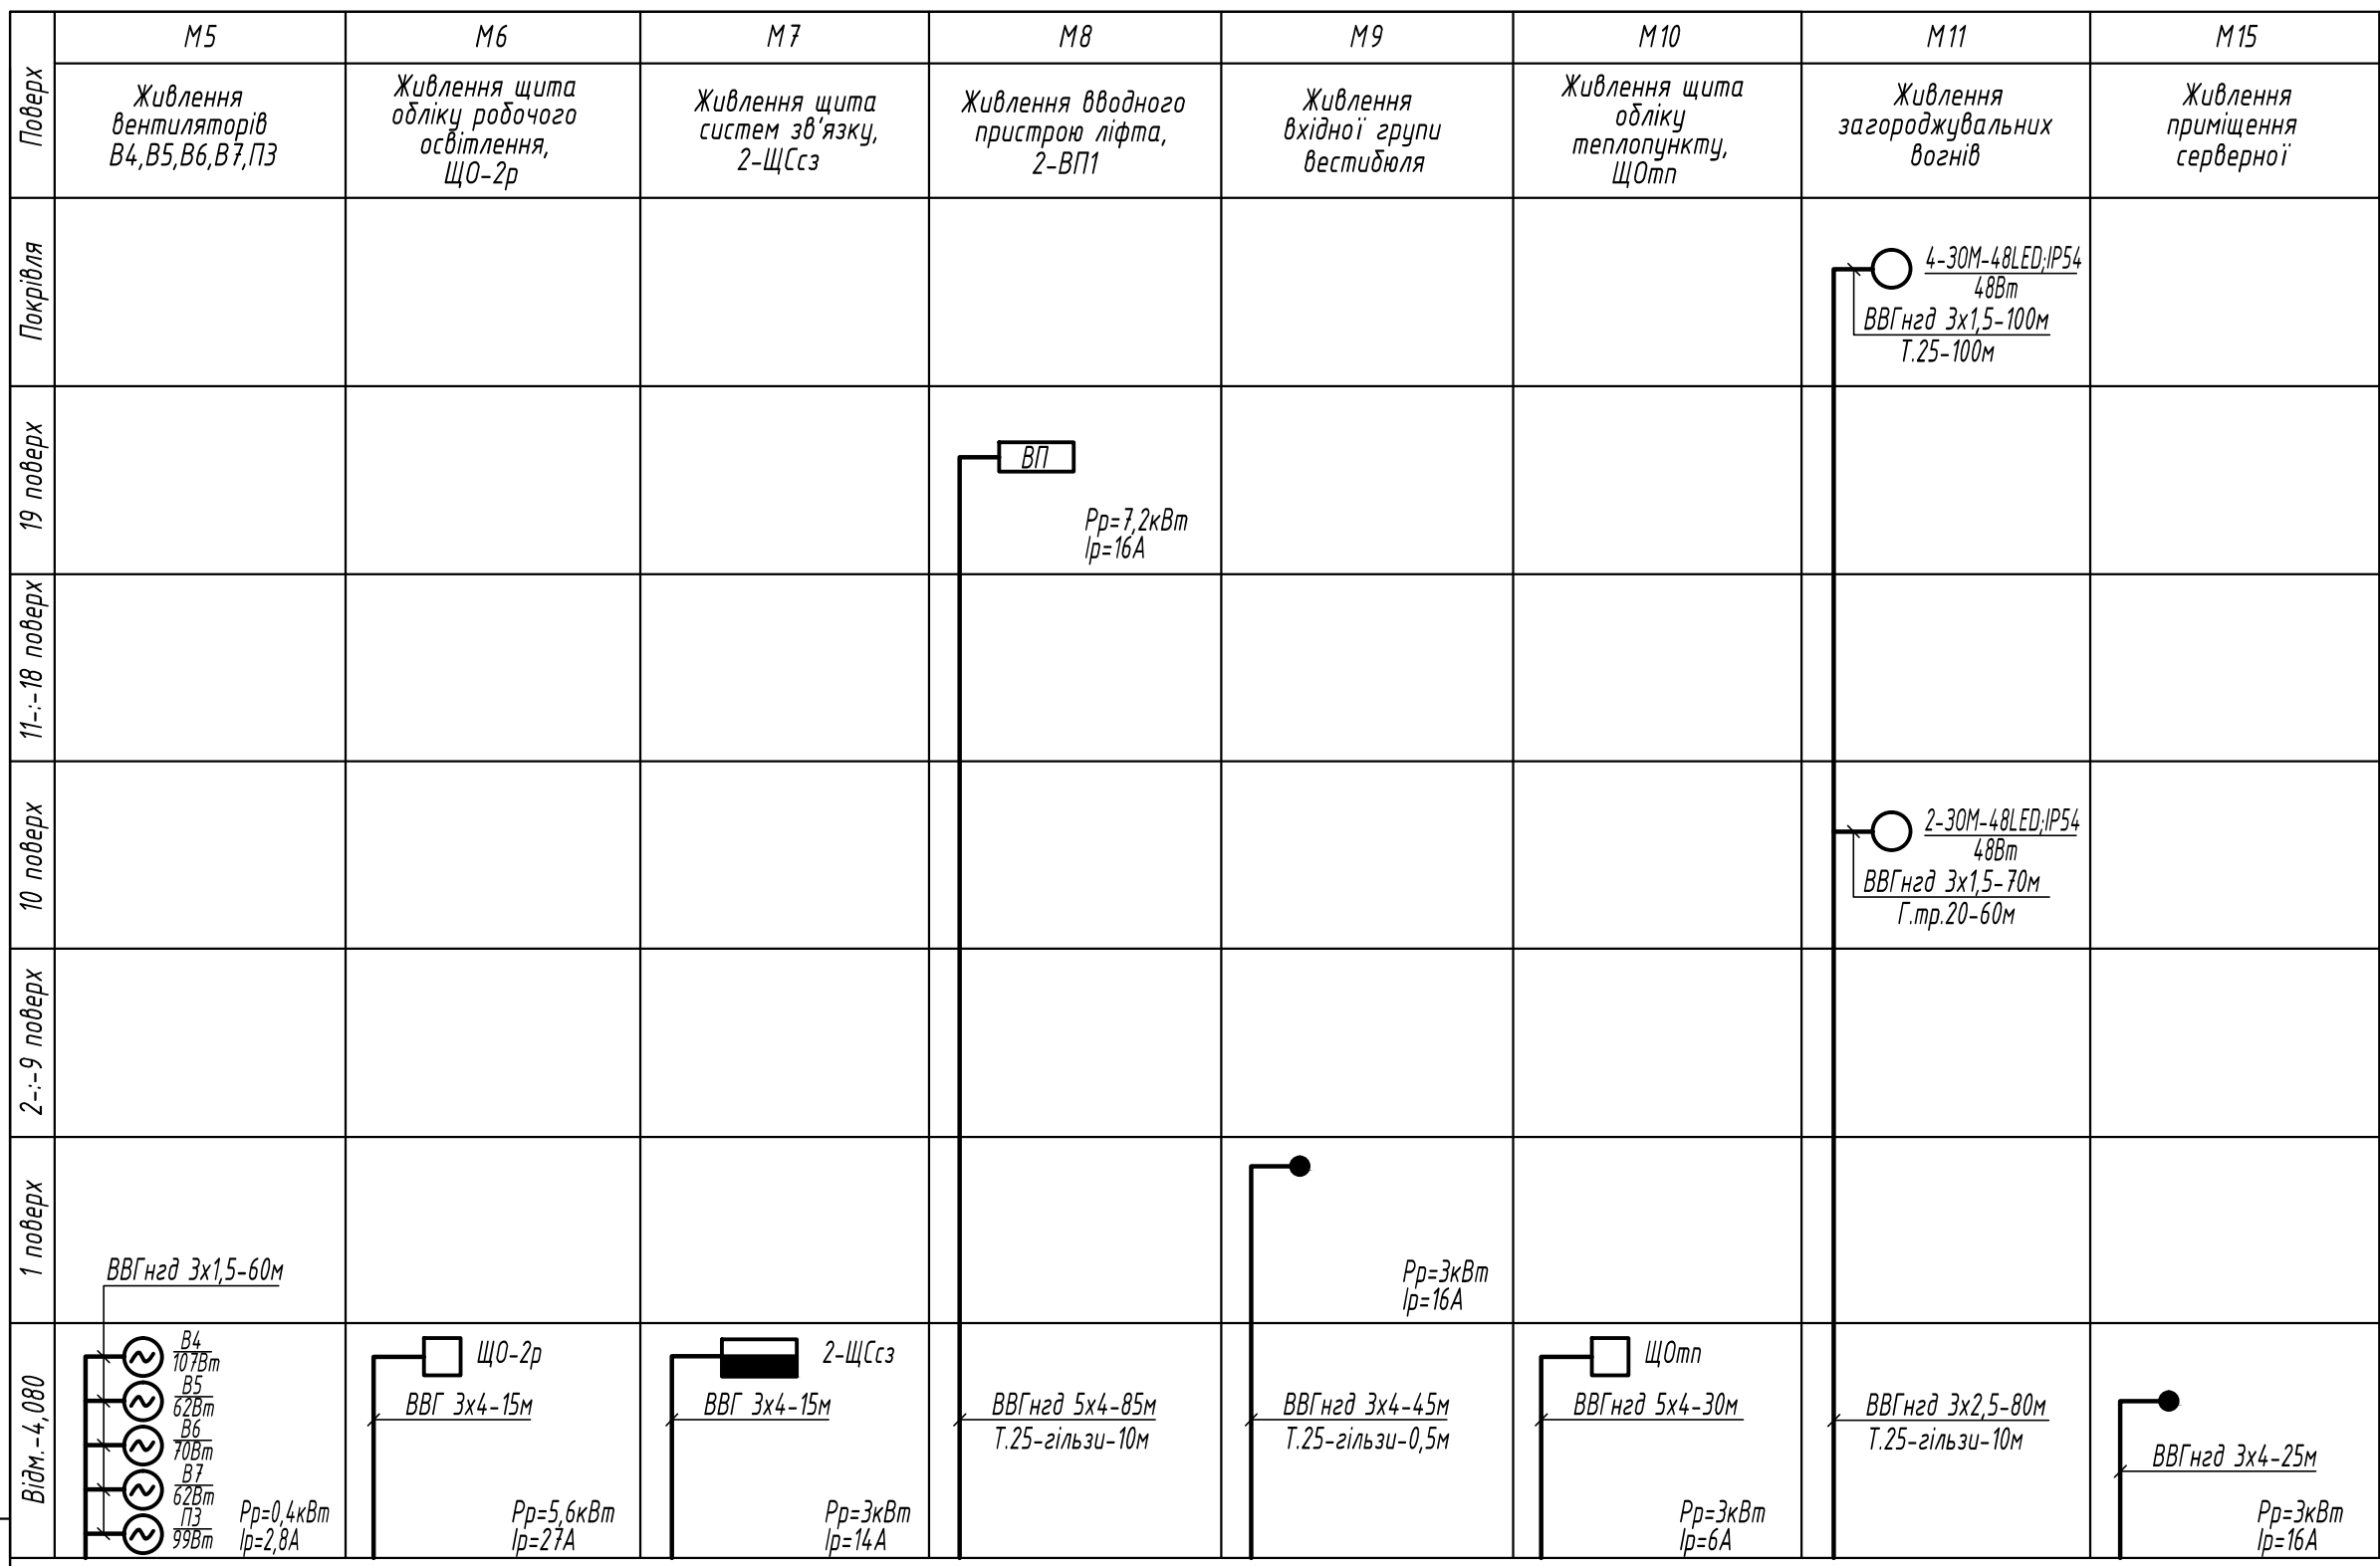 Поверх
М5
М6
М7
М8
М9
М10
М11
М15
Живлення
вентиляторів
В4,В5,В6,В7,П3
Живлення щита
обліку робочого
освітлення,
ЩО-2р
Живлення щита
систем зв'язку,
2-ЩСсз
Живлення вводного
пристрою ліфта,
2-ВП1
Живлення
вхідної групи
вестибюля
Живлення щита
обліку
теплопункту,
ЩОтп
Живлення
загороджувальних
вогнів
Живлення
приміщення
серверної
Покрівля
4-ЗОМ-48LED;IP54
48Вт
ВВГнгд 3х1,5-100м
Т.25-100м
19 поверх
ВП
Рр=7,2кВт
Ір=16А
11-:-18 поверх
10 поверх
2-ЗОМ-48LED;IP54
48Вт
ВВГнгд 3х1,5-70м
Г.тр.20-60м
2-:-9 поверх
1 поверх
ВВГнгд 3х1,5-60м
Рр=3кВт
Ір=16А
Відм.-4,080
В4
107Вт
В5
62Вт
В6
70Вт
В7
62Вт
П3
99Вт
Рр=0,4кВт
Ір=2,8А
ЩО-2р
ВВГ 3х4-15м
Рр=5,6кВт
Ір=27А
2-ЩСсз
ВВГ 3х4-15м
Рр=3кВт
Ір=14А
ВВГнгд 5х4-85м
Т.25-гільзи-10м
ВВГнгд 3х4-45м
Т.25-гільзи-0,5м
ЩОтп
ВВГнгд 5х4-30м
Рр=3кВт
Ір=6А
ВВГнгд 3х2,5-80м
Т.25-гільзи-10м
ВВГнгд 3х4-25м
Рр=3кВт
Ір=16А